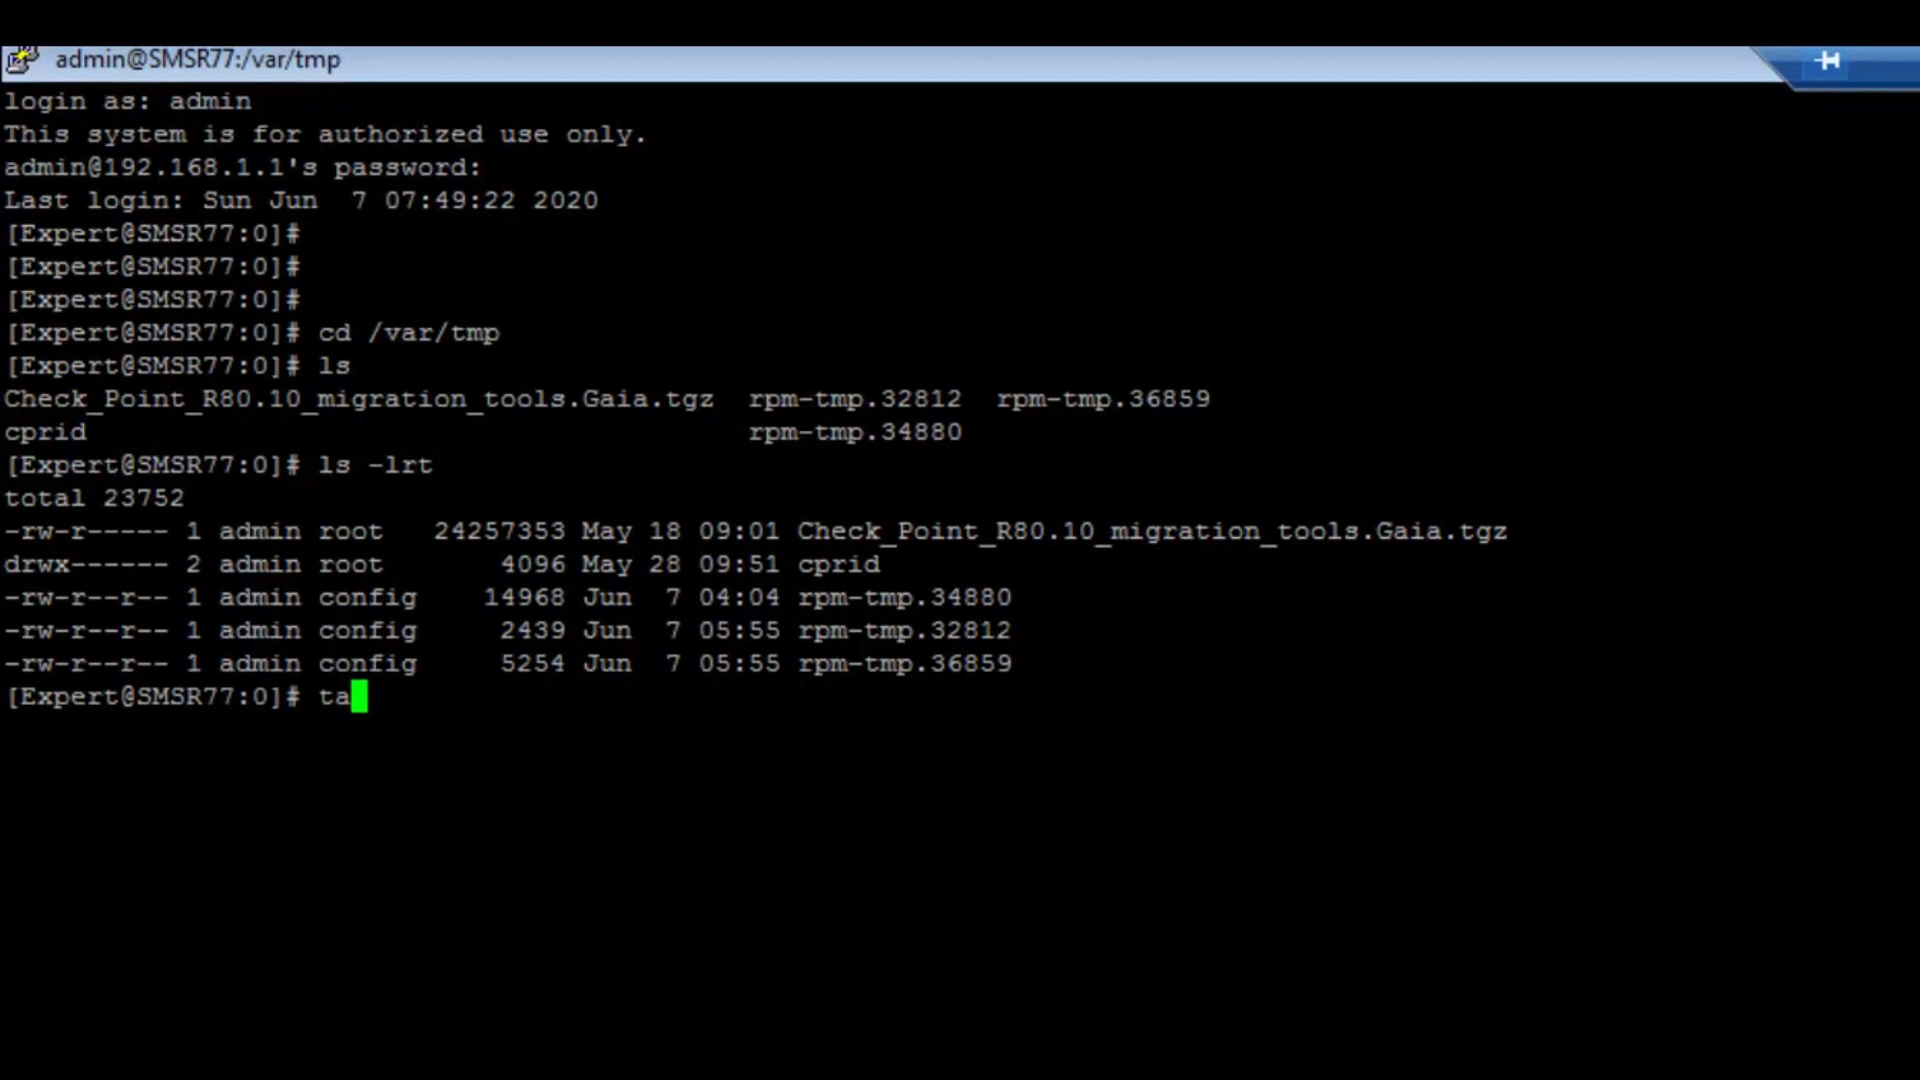 admin@SMSR77:/var/tmp
login as: admin
This system is for authorized use only.
admin@192.168.1.1's password:
Last login: Sun Jun  7 07:49:22 2020
[Expert@SMSR77:0]#
[Expert@SMSR77:0]#
[Expert@SMSR77:0]#
[Expert@SMSR77:0]# cd /var/tmp
[Expert@SMSR77:0]# ls
Check_Point_R80.10_migration_tools.Gaia.tgz  rpm-tmp.32812  rpm-tmp.36859
cprid                                        rpm-tmp.34880
[Expert@SMSR77:0]# ls -lrt
total 23752
-rw-r----- 1 admin root   24257353 May 18 09:01 Check_Point_R80.10_migration_tools.Gaia.tgz
drwx------ 2 admin root       4096 May 28 09:51 cprid
-rw-r--r-- 1 admin config    14968 Jun  7 04:04 rpm-tmp.34880
-rw-r--r-- 1 admin config     2439 Jun  7 05:55 rpm-tmp.32812
-rw-r--r-- 1 admin config     5254 Jun  7 05:55 rpm-tmp.36859
[Expert@SMSR77:0]# ta